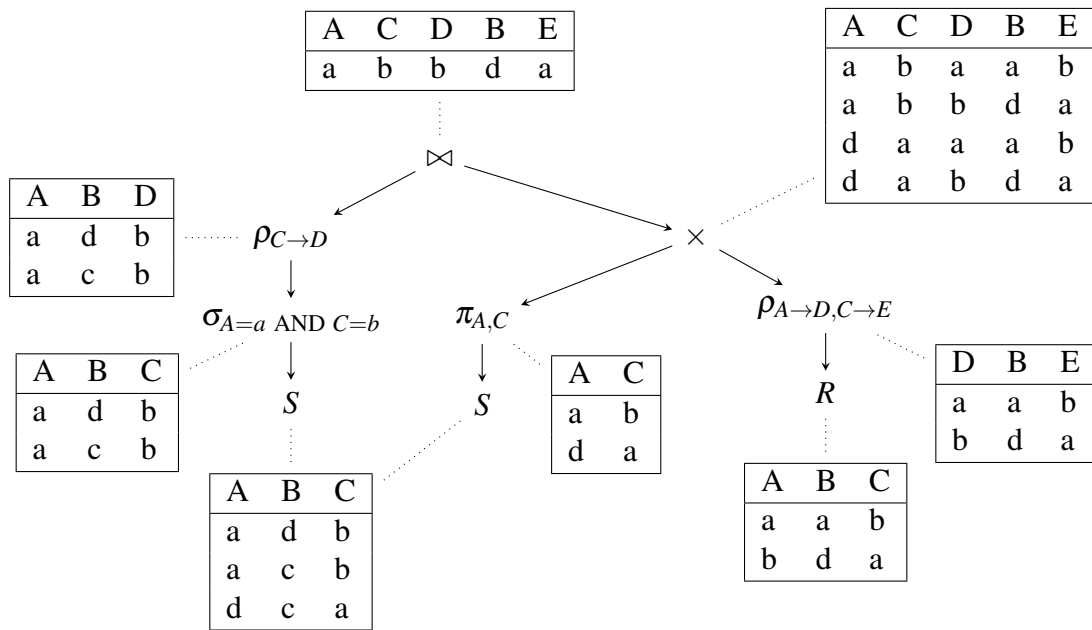 A C D B E
a b b d a
A C D B E
a b a a b
a b b d a
d a a a b
d a b d a
⋈
A B D
a d b
a c b
ρ_{C→D}
×
σ_{A=a AND C=b}
π_{A,C}
ρ_{A→D,C→E}
A B C
a d b
a c b
S
S
A C
a b
d a
R
D B E
a a b
b d a
A B C
a d b
a c b
d c a
A B C
a a b
b d a